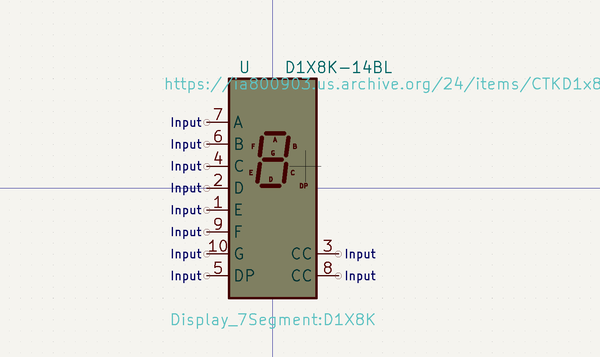 U D1X8K-14BL
https://ia800903.us.archive.org/24/items/CTKD1x8
Input 7 A
Input 6 B
Input 4 C
Input 2 D
Input 1 E
Input 9 F
Input 10 G CC 3 Input
Input 5 DP CC 8 Input
A
F B
G
E C
D
DP
Display_7Segment:D1X8K